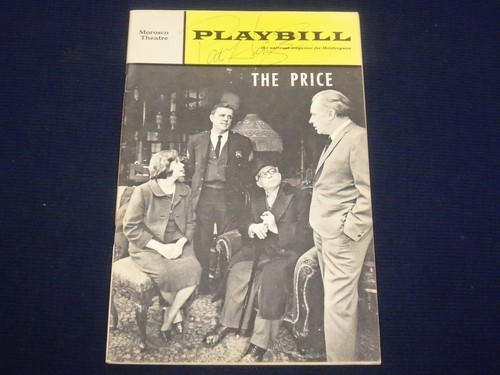 Morosco
Theatre
PLAYBILL
the national magazine for theatregoers
THE PRICE